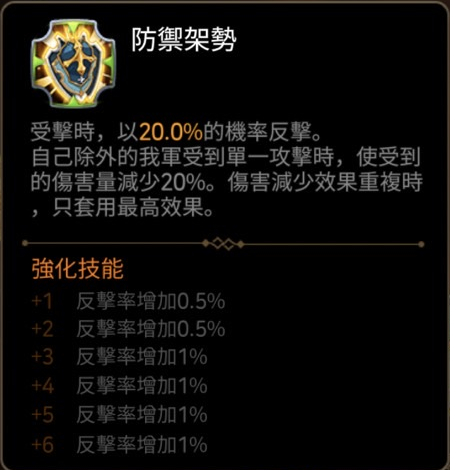 防禦架勢
受擊時，以20.0%的機率反擊。
自己除外的我軍受到單一攻擊時，使受到
的傷害量減少20%。傷害減少效果重複時
，只套用最高效果。
強化技能
+1 反擊率增加0.5%
+2 反擊率增加0.5%
+3 反擊率增加1%
+4 反擊率增加1%
+5 反擊率增加1%
+6 反擊率增加1%